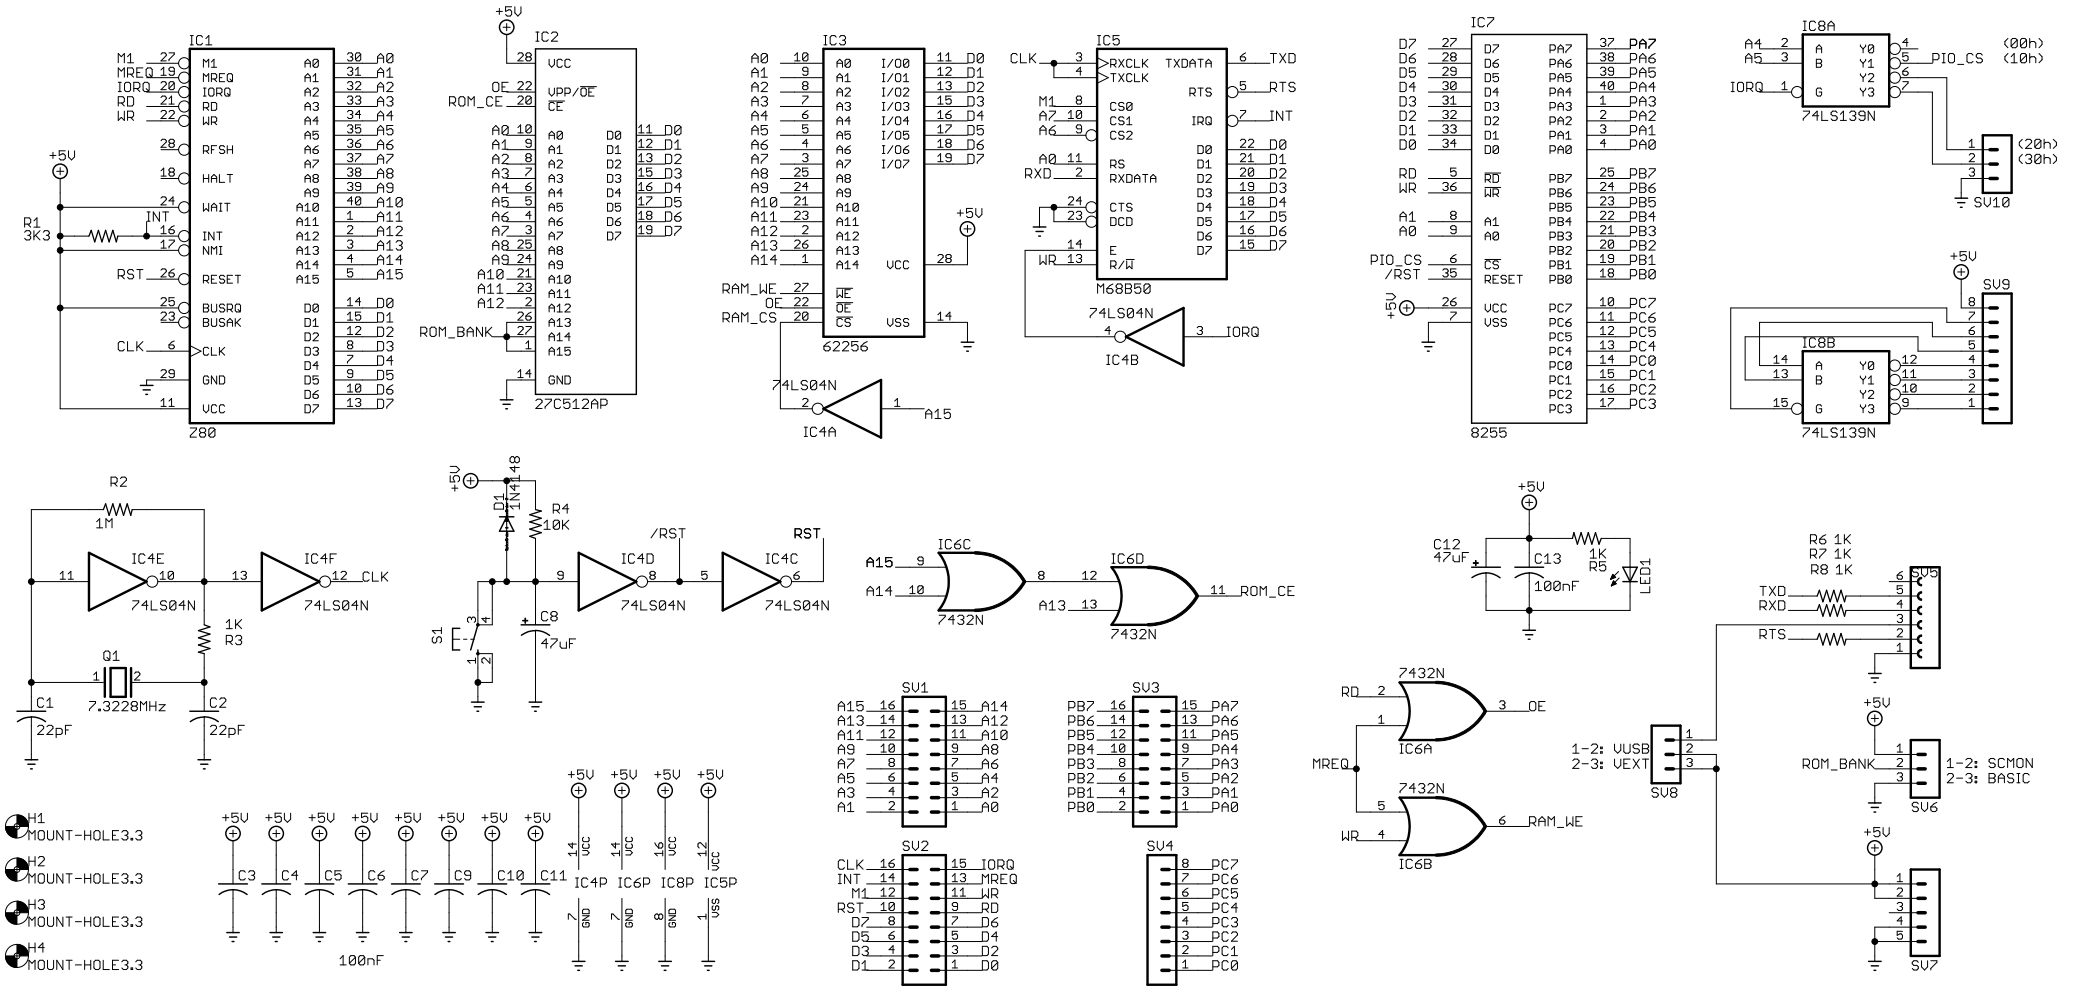 IC1
M1 27 M1 A0 30 A0
MREQ 19 MREQ A1 31 A1
IORQ 20 IORQ A2 32 A2
RD 21 RD A3 33 A3
WR 22 WR A4 34 A4
A5 35 A5
28 RFSH A6 36 A6
A7 37 A7
18 HALT A8 38 A8
A9 39 A9
24 WAIT A10 40 A10
INT A11 1 A11
16 INT A12 2 A12
17 NMI A13 3 A13
A14 4 A14
RST 26 RESET A15 5 A15
25 BUSRQ D0 14 D0
23 BUSAK D1 15 D1
D2 12 D2
CLK 6 CLK D3 8 D3
D4 7 D4
29 GND D5 9 D5
D6 10 D6
11 VCC D7 13 D7
Z80
+5V
R1
3K3
+5V
IC2
28 VCC
OE 22 VPP/OE
ROM_CE 20 CE
A0 10 A0 D0 11 D0
A1 9 A1 D1 12 D1
A2 8 A2 D2 13 D2
A3 7 A3 D3 15 D3
A4 6 A4 D4 16 D4
A5 5 A5 D5 17 D5
A6 4 A6 D6 18 D6
A7 3 A7 D7 19 D7
A8 25 A8
A9 24 A9
A10 21 A10
A11 23 A11
A12 2 A12
26 A13
ROM_BANK 27 A14
1 A15
14 GND
27C512AP
IC3
A0 10 A0 I/O0 11 D0
A1 9 A1 I/O1 12 D1
A2 8 A2 I/O2 13 D2
A3 7 A3 I/O3 15 D3
A4 6 A4 I/O4 16 D4
A5 5 A5 I/O5 17 D5
A6 4 A6 I/O6 18 D6
A7 3 A7 I/O7 19 D7
A8 25 A8
A9 24 A9
A10 21 A10
A11 23 A11 +5V
A12 2 A12
A13 26 A13
A14 1 A14 VCC 28
RAM_WE 27 WE
OE 22 OE
RAM_CS 20 CS VSS 14
62256
74LS04N
2 1 A15
IC4A
IC5
CLK 3 RXCLK TXDATA 6 TXD
4 TXCLK
RTS 5 RTS
M1 8 CS0
A7 10 CS1 IRQ 7 INT
A6 9 CS2
D0 22 D0
A0 11 RS D1 21 D1
RXD 2 RXDATA D2 20 D2
D3 19 D3
24 CTS D4 18 D4
23 DCD D5 17 D5
D6 16 D6
14 E D7 15 D7
WR 13 R/W
M68B50
74LS04N
4 3 IORQ
IC4B
IC7
D7 27 D7 PA7 37 PA7
D6 28 D6 PA6 38 PA6
D5 29 D5 PA5 39 PA5
D4 30 D4 PA4 40 PA4
D3 31 D3 PA3 1 PA3
D2 32 D2 PA2 2 PA2
D1 33 D1 PA1 3 PA1
D0 34 D0 PA0 4 PA0
RD 5 RD PB7 25 PB7
WR 36 WR PB6 24 PB6
PB5 23 PB5
A1 8 A1 PB4 22 PB4
A0 9 A0 PB3 21 PB3
PB2 20 PB2
PIO_CS 6 CS PB1 19 PB1
/RST 35 RESET PB0 18 PB0
+5V 26 VCC PC7 10 PC7
7 VSS PC6 11 PC6
PC5 12 PC5
PC4 13 PC4
PC0 14 PC0
PC1 15 PC1
PC2 16 PC2
PC3 17 PC3
8255
IC8A
A4 2 A Y0 4 (00h)
A5 3 B Y1 5 PIO_CS (10h)
Y2 6
IORQ 1 G Y3 7
74LS139N
1 (20h)
2 (30h)
3
SV10
+5V
SV9
8
7
6
5
IC8B
14 A Y0 12 4
13 B Y1 11 3
Y2 10 2
15 G Y3 9 1
74LS139N
R2
1M
IC4E IC4F
11 10 13 12 CLK
74LS04N 74LS04N
1K
R3
Q1
1 2
7.3228MHz
C1 C2
22pF 22pF
+5V
D1
1N4148
R4
10K
/RST RST
IC4D IC4C
9 8 5 6
74LS04N 74LS04N
S1
3 4
1 2
C8
47uF
IC6C IC6D
A15 9
A14 10
8 12
A13 13
11 ROM_CE
7432N 7432N
+5V
C12
47uF
C13
100nF
1K
R5
LED1
R6 1K
R7 1K
R8 1K
SV5
6
TXD 5
RXD 4
3
RTS 2
1
7432N
RD 2
1
3 OE
IC6A
MREQ
7432N
5
WR 4
6 RAM_WE
IC6B
1-2: VUSB
2-3: VEXT
1
2
3
SV8
+5V
1 1-2: SCMON
ROM_BANK 2 2-3: BASIC
3
SV6
+5V
1
2
3
4
5
SV7
SV1
A15 16 15 A14
A13 14 13 A12
A11 12 11 A10
A9 10 9 A8
A7 8 7 A6
A5 6 5 A4
A3 4 3 A2
A1 2 1 A0
SV3
PB7 16 15 PA7
PB6 14 13 PA6
PB5 12 11 PA5
PB4 10 9 PA4
PB3 8 7 PA3
PB2 6 5 PA2
PB1 4 3 PA1
PB0 2 1 PA0
SV2
CLK 16 15 IORQ
INT 14 13 MREQ
M1 12 11 WR
RST 10 9 RD
D7 8 7 D6
D5 6 5 D4
D3 4 3 D2
D1 2 1 D0
SV4
8 PC7
7 PC6
6 PC5
5 PC4
4 PC3
3 PC2
2 PC1
1 PC0
H1
MOUNT-HOLE3.3
H2
MOUNT-HOLE3.3
H3
MOUNT-HOLE3.3
H4
MOUNT-HOLE3.3
+5V +5V +5V +5V +5V +5V +5V +5V
C3 C4 C5 C6 C7 C9 C10 C11
100nF
+5V +5V +5V +5V
14 VCC 14 VCC 16 VCC 12 VCC
IC4P IC6P IC8P IC5P
7 GND 7 GND 8 GND 1 VSS